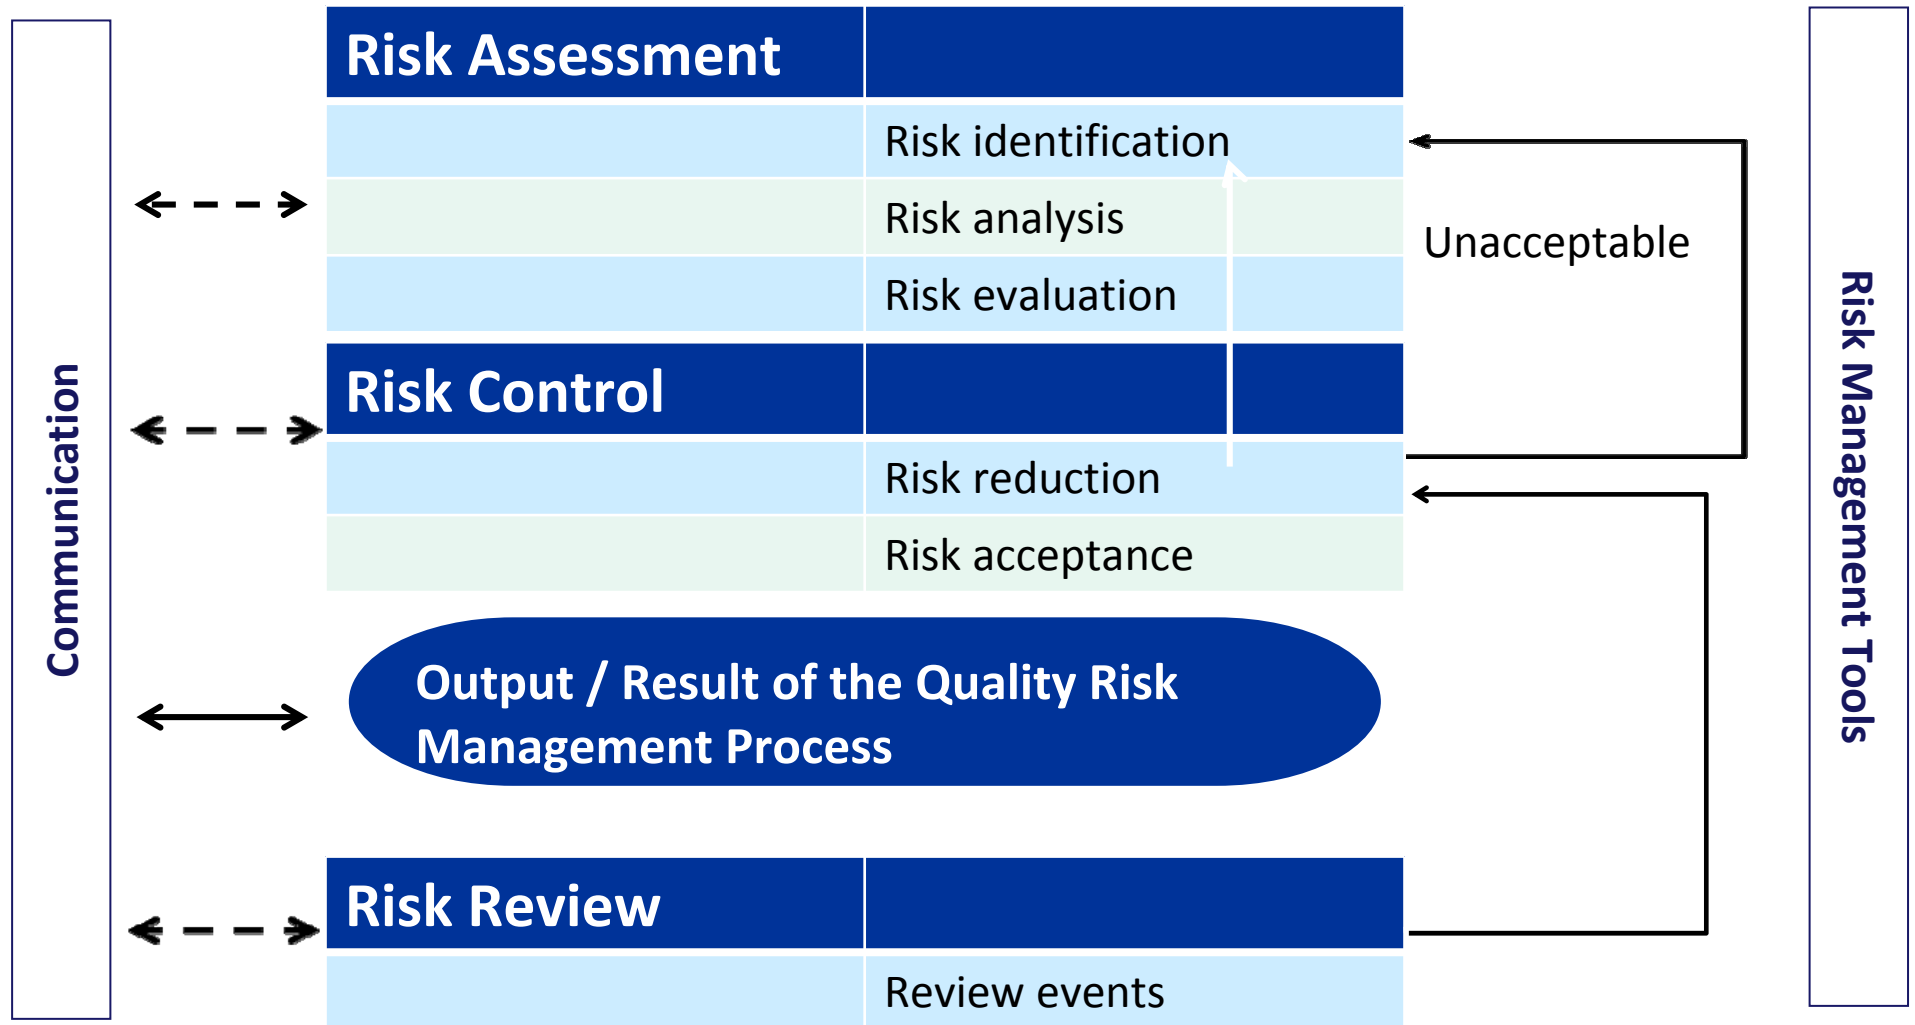 Communication
Risk Assessment
Risk identification
Risk analysis
Risk evaluation
Unacceptable
Risk Control
Risk reduction
Risk acceptance
Output / Result of the Quality Risk
Management Process
Risk Review
Review events
Risk Management Tools